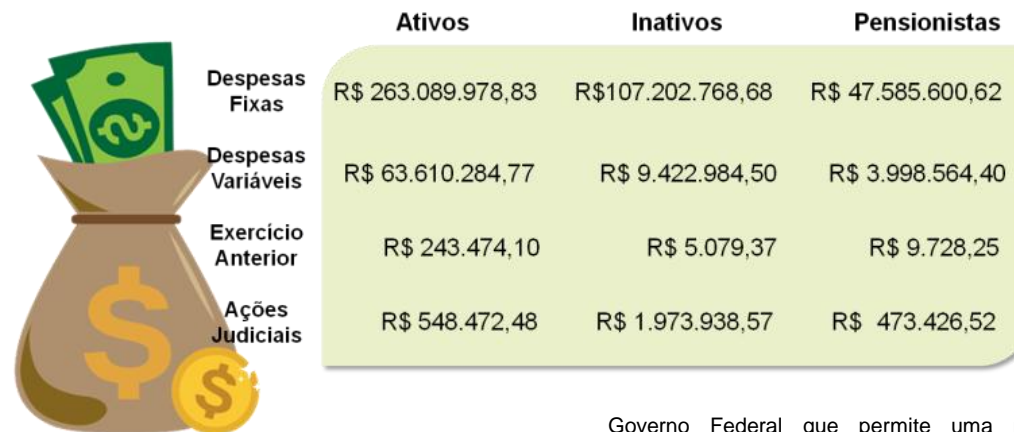 Ativos Inativos Pensionistas
Despesas
Fixas
R$ 263.089.978,83 R$107.202.768,68 R$ 47.585.600,62
Despesas
Variáveis
R$ 63.610.284,77 R$ 9.422.984,50 R$ 3.998.564,40
Exercício
Anterior
R$ 243.474,10 R$ 5.079,37 R$ 9.728,25
Ações
Judiciais
R$ 548.472,48 R$ 1.973.938,57 R$ 473.426,52
Governo Federal que permite uma